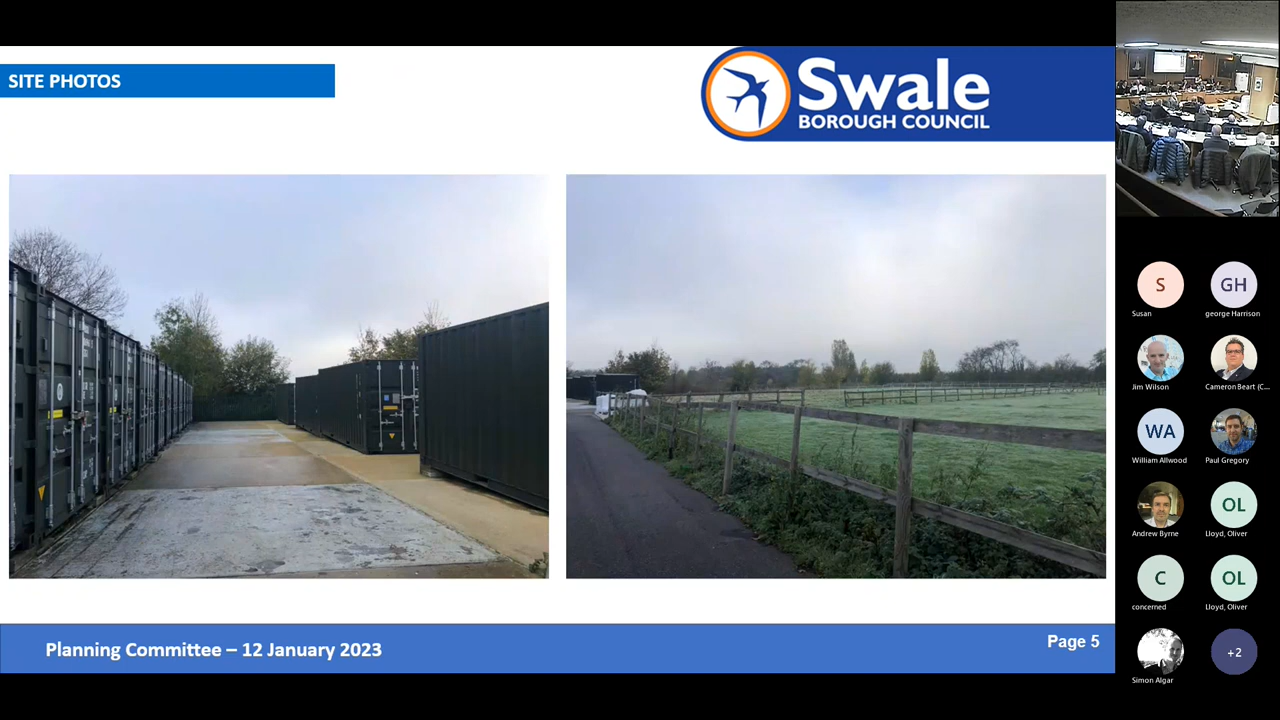 SITE PHOTOS
Swale
BOROUGH COUNCIL
Planning Committee – 12 January 2023
Page 5
S
GH
Susan
george Harrison
Jim Wilson
Cameron Beart (C...
WA
William Allwood
Paul Gregory
OL
Andrew Byrne
Lloyd, Oliver
C
OL
concerned
Lloyd, Oliver
+2
Simon Algar